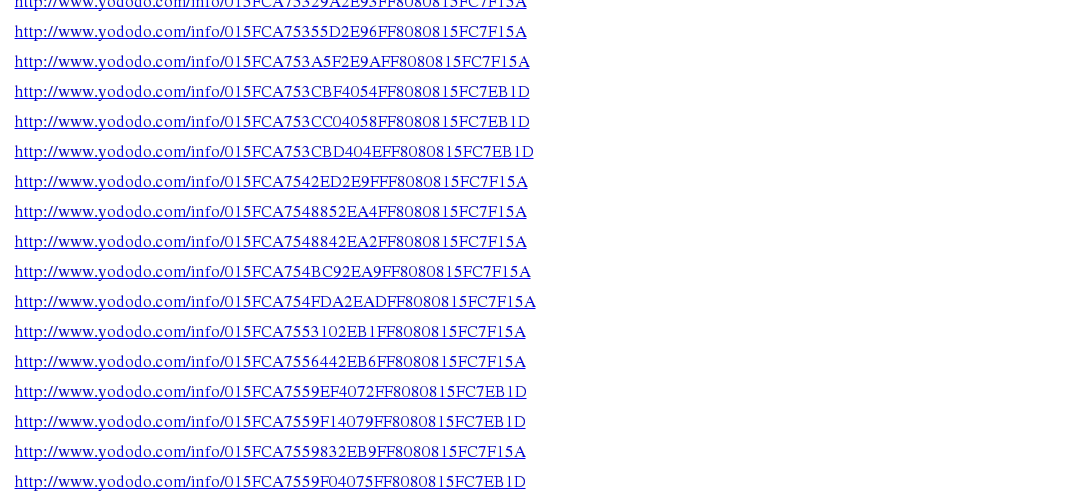 http://www.yododo.com/info/015FCA75329A2E93FF8080815FC7F15A
http://www.yododo.com/info/015FCA75355D2E96FF8080815FC7F15A
http://www.yododo.com/info/015FCA753A5F2E9AFF8080815FC7F15A
http://www.yododo.com/info/015FCA753CBF4054FF8080815FC7EB1D
http://www.yododo.com/info/015FCA753CC04058FF8080815FC7EB1D
http://www.yododo.com/info/015FCA753CBD404EFF8080815FC7EB1D
http://www.yododo.com/info/015FCA7542ED2E9FFF8080815FC7F15A
http://www.yododo.com/info/015FCA7548852EA4FF8080815FC7F15A
http://www.yododo.com/info/015FCA7548842EA2FF8080815FC7F15A
http://www.yododo.com/info/015FCA754BC92EA9FF8080815FC7F15A
http://www.yododo.com/info/015FCA754FDA2EADFF8080815FC7F15A
http://www.yododo.com/info/015FCA7553102EB1FF8080815FC7F15A
http://www.yododo.com/info/015FCA7556442EB6FF8080815FC7F15A
http://www.yododo.com/info/015FCA7559EF4072FF8080815FC7EB1D
http://www.yododo.com/info/015FCA7559F14079FF8080815FC7EB1D
http://www.yododo.com/info/015FCA7559832EB9FF8080815FC7F15A
http://www.yododo.com/info/015FCA7559F04075FF8080815FC7EB1D